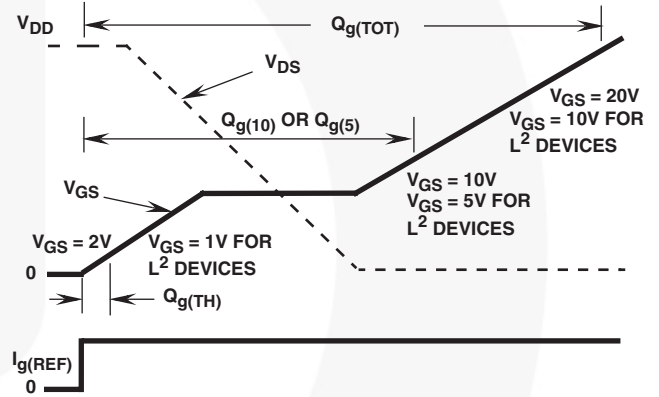 V_DD
Q_g(TOT)
V_DS
V_GS = 20V
V_GS = 10V FOR
L² DEVICES
Q_g(10) OR Q_g(5)
V_GS
V_GS = 10V
V_GS = 5V FOR
L² DEVICES
V_GS = 2V
V_GS = 1V FOR
L² DEVICES
0
Q_g(TH)
I_g(REF)
0